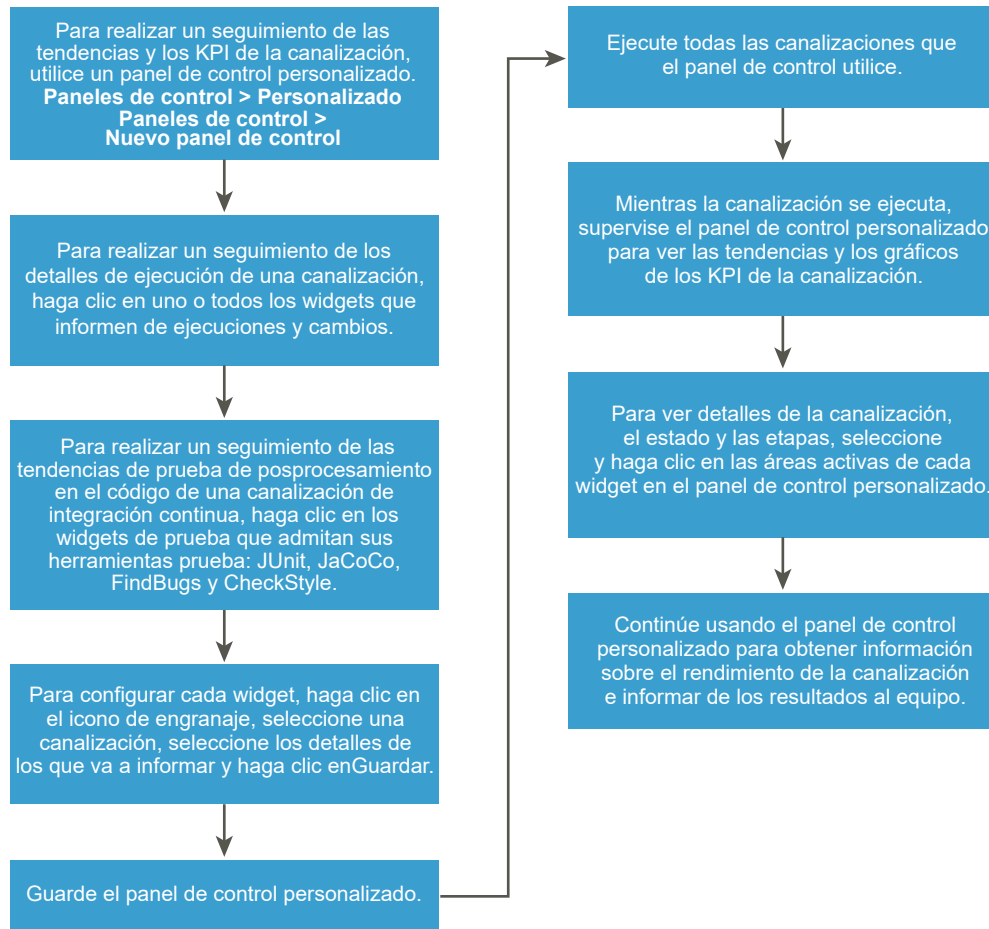 Para realizar un seguimiento de las
tendencias y los KPI de la canalización,
utilice un panel de control personalizado.
Paneles de control > Personalizado
Paneles de control >
Nuevo panel de control
Para realizar un seguimiento de los
detalles de ejecución de una canalización,
haga clic en uno o todos los widgets que
informen de ejecuciones y cambios.
Para realizar un seguimiento de las
tendencias de prueba de posprocesamiento
en el código de una canalización de
integración continua, haga clic en los
widgets de prueba que admitan sus
herramientas prueba: JUnit, JaCoCo,
FindBugs y CheckStyle.
Para configurar cada widget, haga clic en
el icono de engranaje, seleccione una
canalización, seleccione los detalles de
los que va a informar y haga clic enGuardar.
Guarde el panel de control personalizado.
Ejecute todas las canalizaciones que
el panel de control utilice.
Mientras la canalización se ejecuta,
supervise el panel de control personalizado
para ver las tendencias y los gráficos
de los KPI de la canalización.
Para ver detalles de la canalización,
el estado y las etapas, seleccione
y haga clic en las áreas activas de cada
widget en el panel de control personalizado.
Continúe usando el panel de control
personalizado para obtener información
sobre el rendimiento de la canalización
e informar de los resultados al equipo.